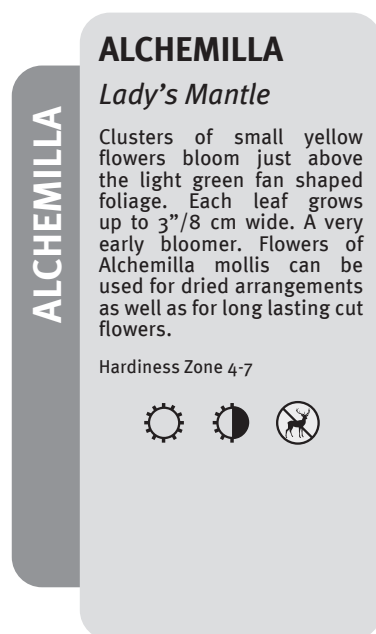 ALCHEMILLA
ALCHEMILLA
Lady's Mantle
Clusters of small yellow
flowers bloom just above
the light green fan shaped
foliage. Each leaf grows
up to 3”/8 cm wide. A very
early bloomer. Flowers of
Alchemilla mollis can be
used for dried arrangements
as well as for long lasting cut
flowers.
Hardiness Zone 4-7